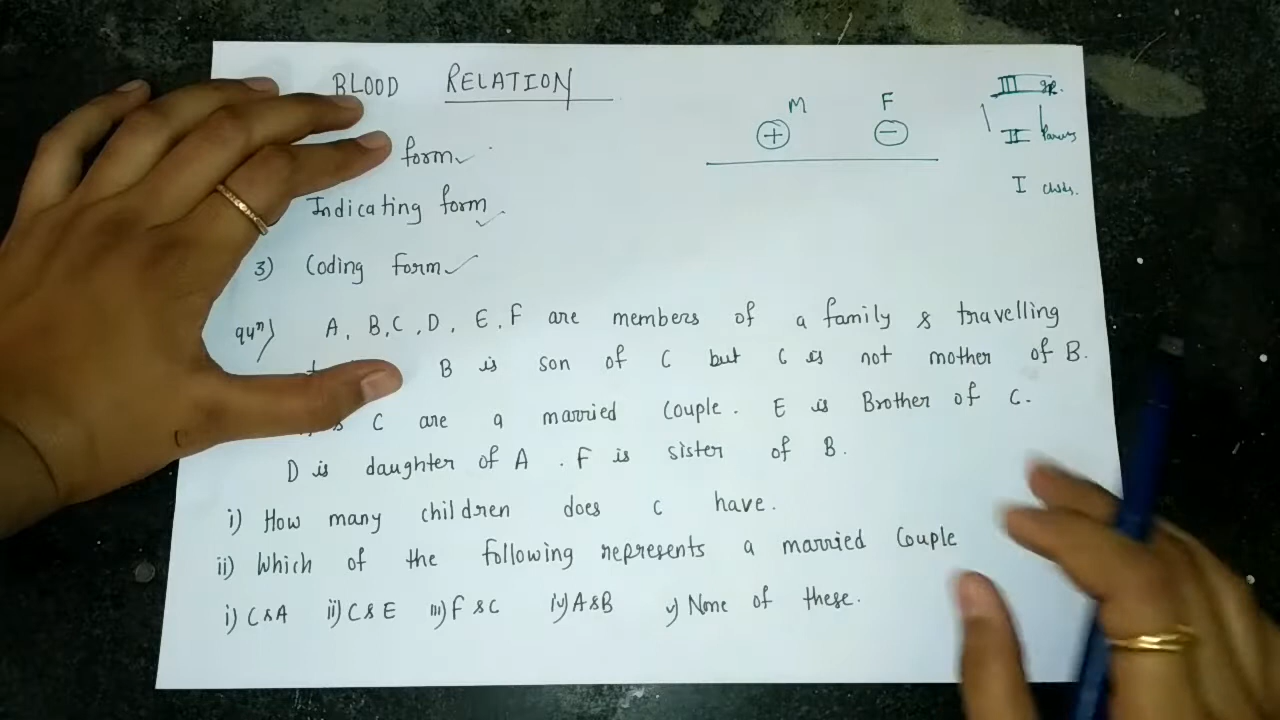 BLOOD RELATION
M F
form
Indicating form
3) Coding form
I
II
III
qun) A, B, C, D, E, F are members of a family & travelling
B is son of C but C is not mother of B.
C are a married couple. E is Brother of C.
D is daughter of A. F is sister of B.
i) How many children does C have.
ii) Which of the following represents a married couple
i) C & A ii) C & E iii) F & C iv) A & B v) None of these.